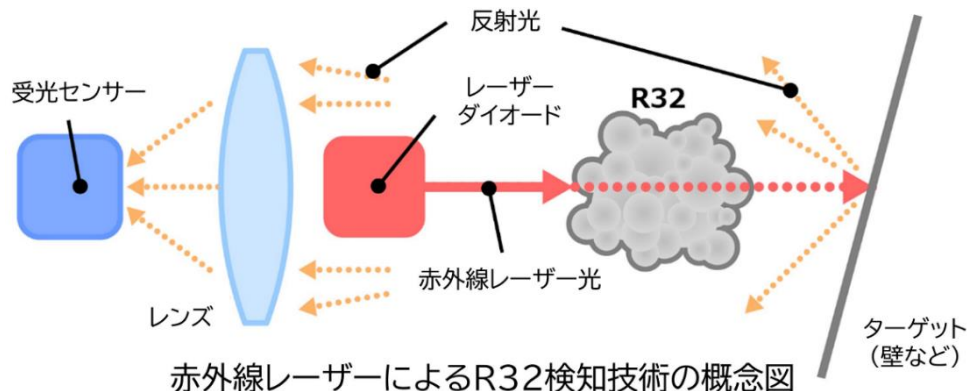 反射光
受光センサー
レーザー
ダイオード
R32
赤外線レーザー光
レンズ
ターゲット
(壁など)
赤外線レーザーによるR32検知技術の概念図